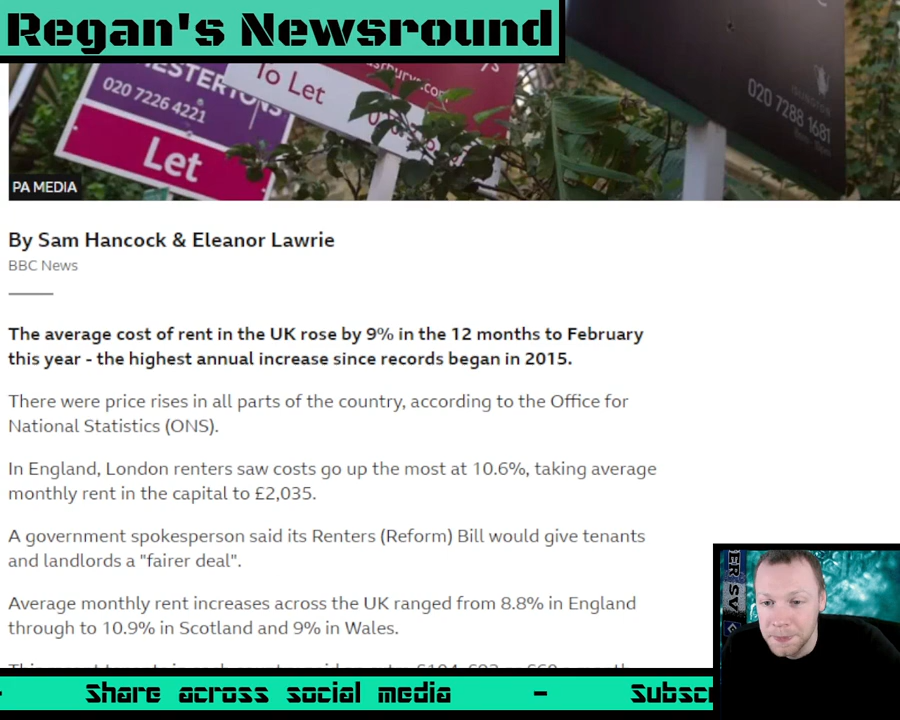 Regan's Newsround
020 7226 4221
To Let
Let
020 7288 1681
PA MEDIA
By Sam Hancock & Eleanor Lawrie
BBC News
The average cost of rent in the UK rose by 9% in the 12 months to February
this year - the highest annual increase since records began in 2015.
There were price rises in all parts of the country, according to the Office for
National Statistics (ONS).
In England, London renters saw costs go up the most at 10.6%, taking average
monthly rent in the capital to £2,035.
A government spokesperson said its Renters (Reform) Bill would give tenants
and landlords a "fairer deal".
Average monthly rent increases across the UK ranged from 8.8% in England
through to 10.9% in Scotland and 9% in Wales.
- Share across social media - Subscr